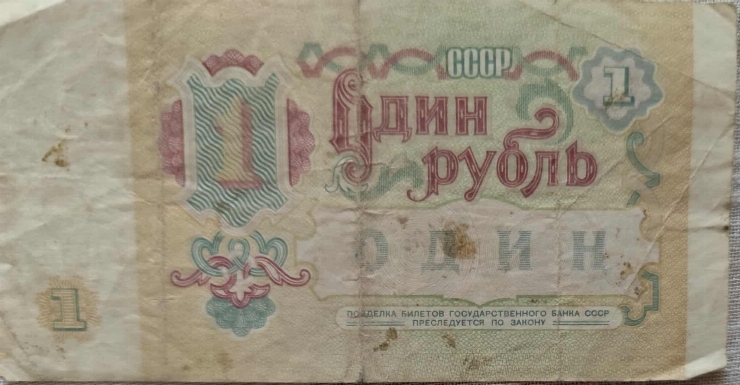 СССР
1
1
Один
рубль
ОДИН
1
ПОДДЕЛКА БИЛЕТОВ ГОСУДАРСТВЕННОГО БАНКА СССР
ПРЕСЛЕДУЕТСЯ ПО ЗАКОНУ